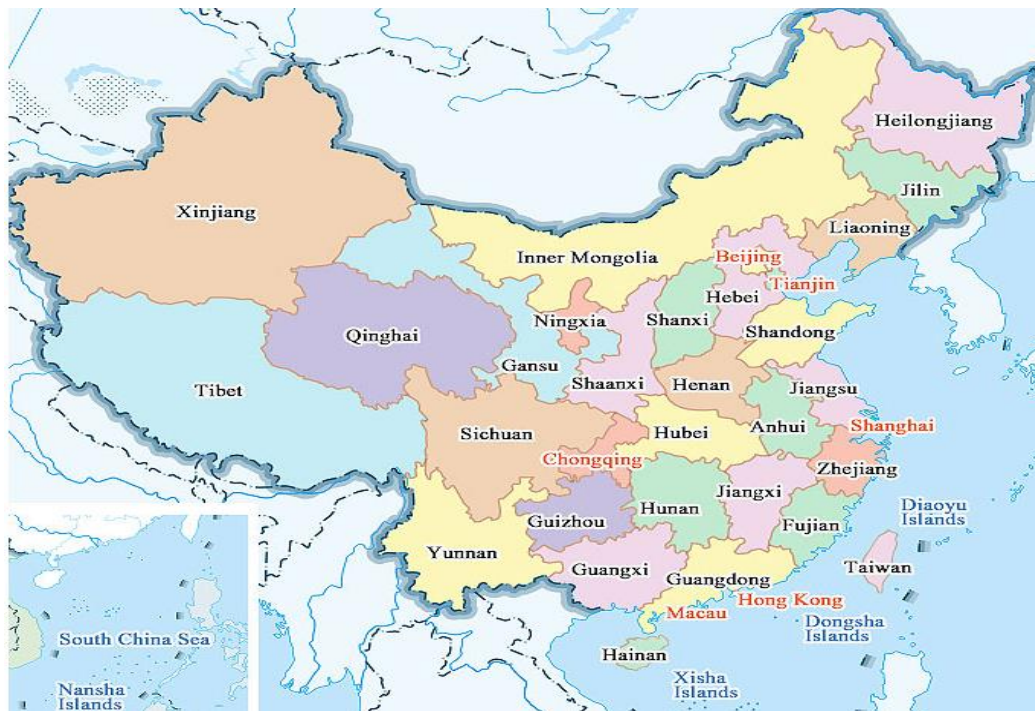 Heilongjiang
Jilin
Xinjiang
Liaoning
Inner Mongolia
Beijing
Tianjin
Hebei
Ningxia
Shanxi
Shandong
Qinghai
Gansu
Tibet
Shaanxi
Henan
Jiangsu
Sichuan
Hubei
Anhui
Shanghai
Chongqing
Zhejiang
Jiangxi
Hunan
Diaoyu
Islands
Guizhou
Fujian
Yunnan
Taiwan
Guangxi
Guangdong
Hong Kong
Macau
Dongsha
Islands
Hainan
Xisha
Islands
South China Sea
Nansha
Islands